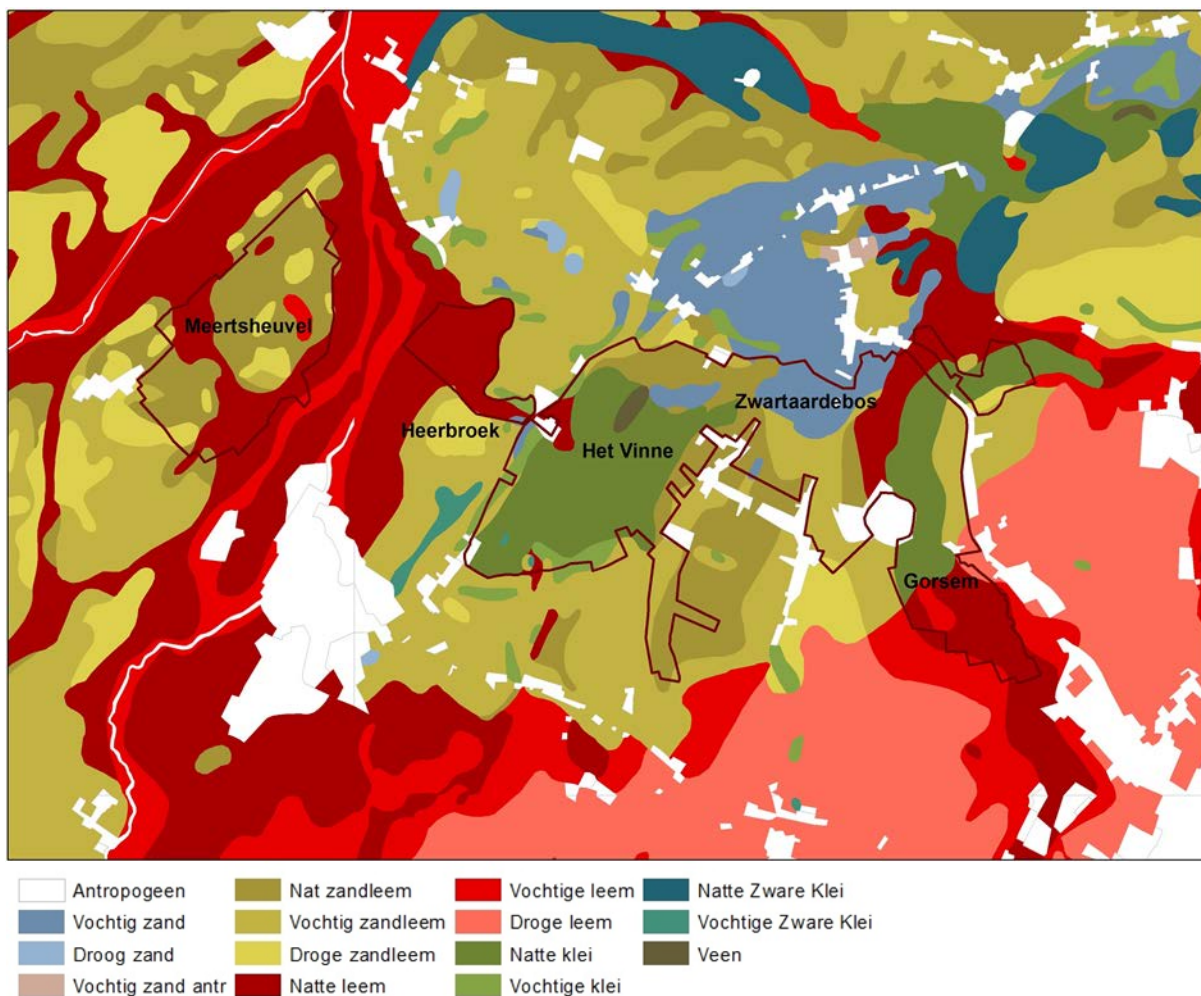 Meertsheuvel
Heerbroek
Het Vinne
Zwartaardebos
Gorsem
Antropogeen
Vochtig zand
Droog zand
Vochtig zand antr
Nat zandleem
Vochtig zandleem
Droge zandleem
Natte leem
Vochtige leem
Droge leem
Natte klei
Vochtige klei
Natte Zware Klei
Vochtige Zware Klei
Veen